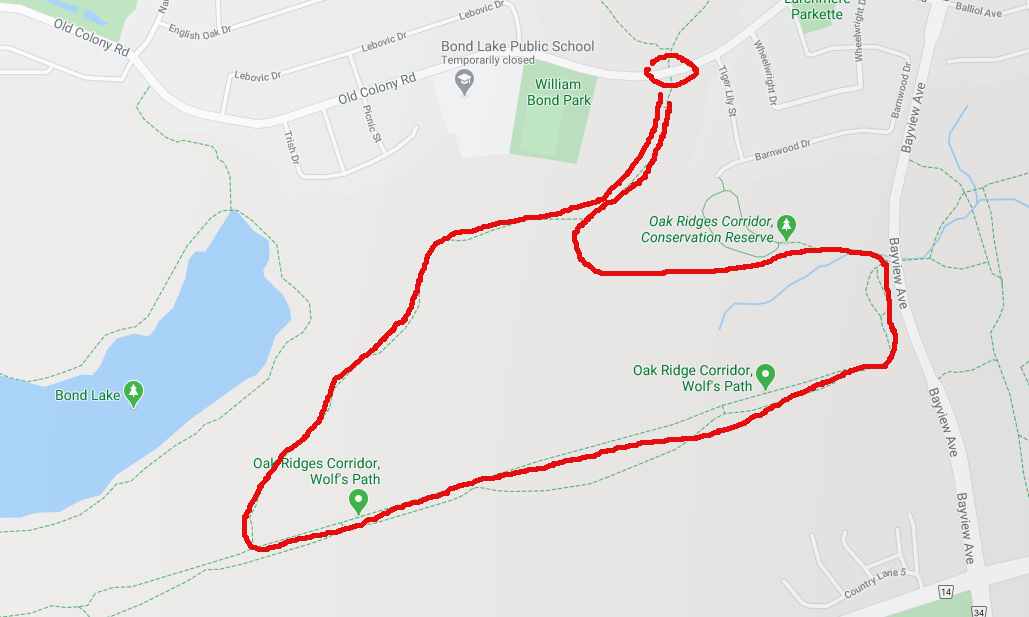 Larchmere
Parkette
Balliol Ave
Old Colony Rd
English Oak Dr
Lebovic Dr
Lebovic Dr
Lebovic Dr
Old Colony Rd
Bond Lake Public School
Temporarily closed
William
Bond Park
Wheelwright Dr
Wheelwright Dr
Tiger Lily St
Barnwood Dr
Bayview Ave
Trish Dr
Picnic St
Barnwood Dr
Oak Ridges Corridor,
Conservation Reserve
Bayview Ave
Oak Ridge Corridor,
Wolf's Path
Bond Lake
Bayview Ave
Oak Ridges Corridor,
Wolf's Path
Bayview Ave
Country Lane 5
14
34